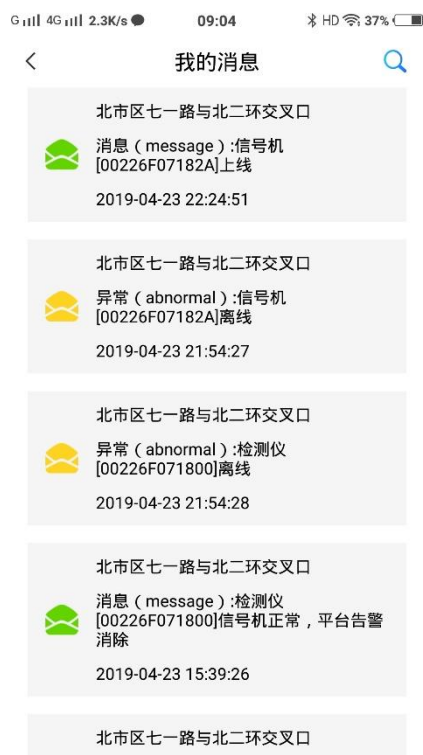 G 4G 2.3K/s 09:04 HD 37%
我的消息
北市区七一路与北二环交叉口
消息（message）:信号机
[00226F07182A]上线
2019-04-23 22:24:51
北市区七一路与北二环交叉口
异常（abnormal）:信号机
[00226F07182A]离线
2019-04-23 21:54:27
北市区七一路与北二环交叉口
异常（abnormal）:检测仪
[00226F071800]离线
2019-04-23 21:54:28
北市区七一路与北二环交叉口
消息（message）:检测仪
[00226F071800]信号机正常，平台告警
消除
2019-04-23 15:39:26
北市区七一路与北二环交叉口